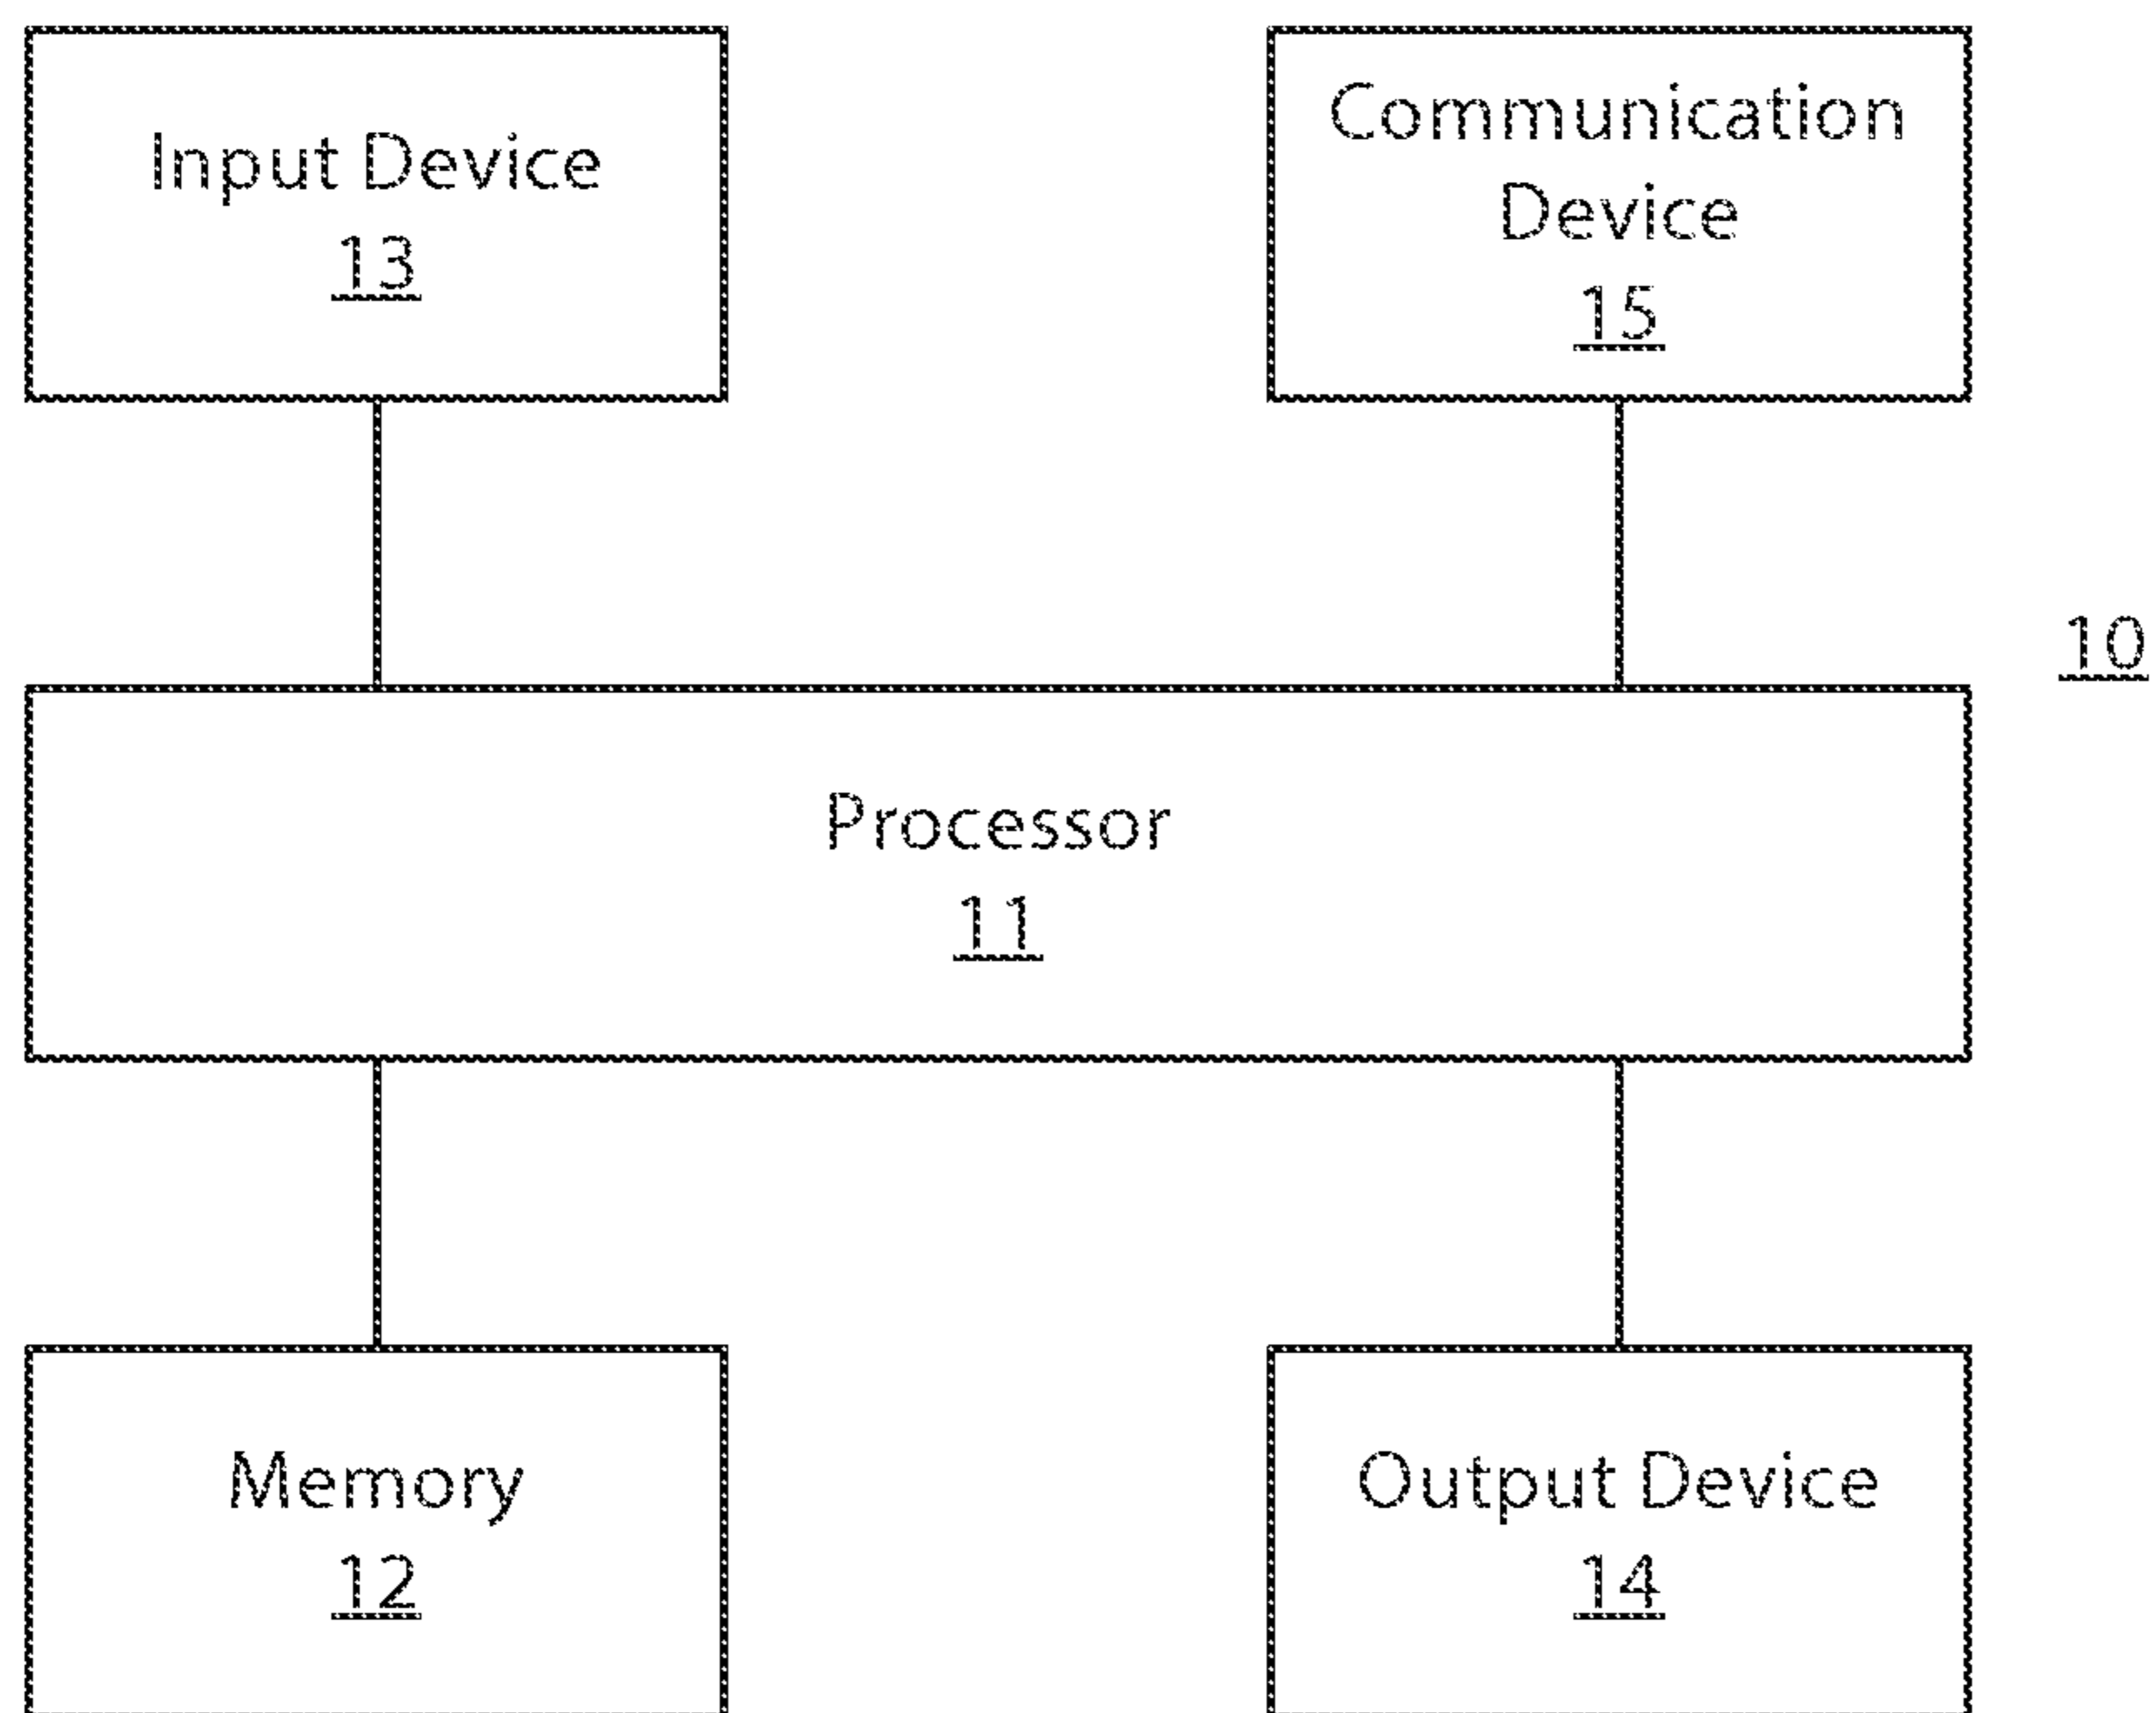 Input Device
13
Communication
Device
15
10
Processor
11
Memory
12
Output Device
14